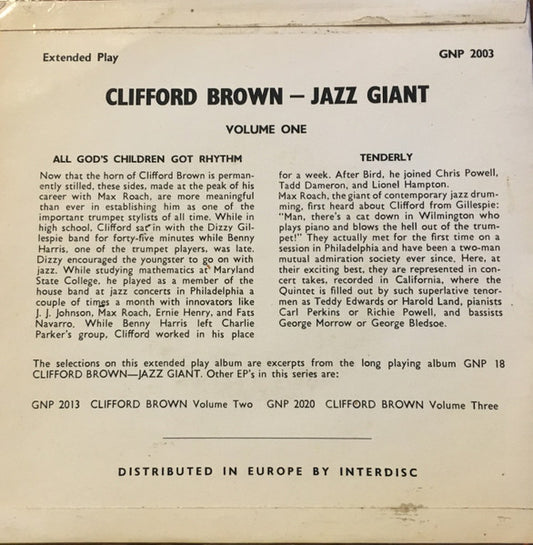 Extended Play
GNP 2003
CLIFFORD BROWN – JAZZ GIANT
VOLUME ONE
ALL GOD'S CHILDREN GOT RHYTHM
Now that the horn of Clifford Brown is perman-
ently stilled, these sides, made at the peak of his
career with Max Roach, are more meaningful
than ever in establishing him as one of the
important trumpet stylists of all time. While in
high school, Clifford sat in with the Dizzy Gil-
lespie band for forty-five minutes while Benny
Harris, one of the trumpet players, was late.
Dizzy encouraged the youngster to go on with
jazz. While studying mathematics at Maryland
State College, he played as a member of the
house band at jazz concerts in Philadelphia a
couple of times a month with innovators like
J. J. Johnson, Max Roach, Ernie Henry, and Fats
Navarro. While Benny Harris left Charlie
Parker's group, Clifford worked in his place
TENDERLY
for a week. After Bird, he joined Chris Powell,
Tadd Dameron, and Lionel Hampton.
Max Roach, the giant of contemporary jazz drum-
ming, first heard about Clifford from Gillespie:
"Man, there's a cat down in Wilmington who
plays piano and blows the hell out of the trum-
pet!" They actually met for the first time on a
session in Philadelphia and have been a two-man
mutual admiration society ever since. Here, at
their exciting best, they are represented in con-
cert takes, recorded in California, where the
Quintet is filled out by such superlative tenor-
men as Teddy Edwards or Harold Land, pianists
Carl Perkins or Richie Powell, and bassists
George Morrow or George Bledsoe.
The selections on this extended play album are excerpts from the long playing album GNP 18
CLIFFORD BROWN—JAZZ GIANT. Other EP's in this series are:
GNP 2013 CLIFFORD BROWN Volume Two GNP 2020 CLIFFORD BROWN Volume Three
DISTRIBUTED IN EUROPE BY INTERDISC